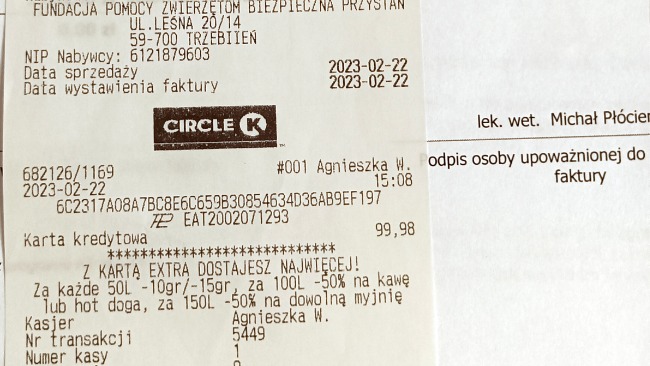 FUNDACJA POMOCY ZWIERZĘTOM BIEZPIECZNA PRZYSTAŃ
UL.LEŚNA 20/14
59-700 TRZEBIIEŃ
NIP Nabywcy: 6121879603
Data sprzedaży 2023-02-22
Data wystawienia faktury 2023-02-22
CIRCLE K
682126/1169 #001 Agnieszka W.
2023-02-22 15:08
6C2317A08A7BC8E6C659B30854634D36AB9EF197
EAT2002071293
Karta kredytowa 99,98
****************************
Z KARTĄ EXTRA DOSTAJESZ NAJWIĘCEJ!
Za każde 50L -10gr/-15gr, za 100L -50% na kawę
lub hot doga, za 150L -50% na dowolną myjnię
Kasjer Agnieszka W.
Nr transakcji 5449
Numer kasy 1
lek. wet. Michał Płócien
odpis osoby upoważnionej do
faktury